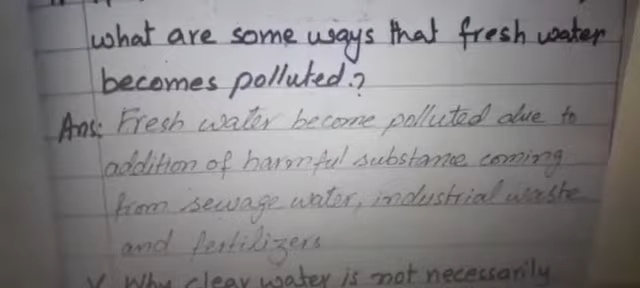 what are some ways that fresh water
becomes polluted?
Ans: Fresh water become polluted due to
addition of harmful substance coming
from sewage water, industrial waste
and fertilizers
Why clear water is not necessarily